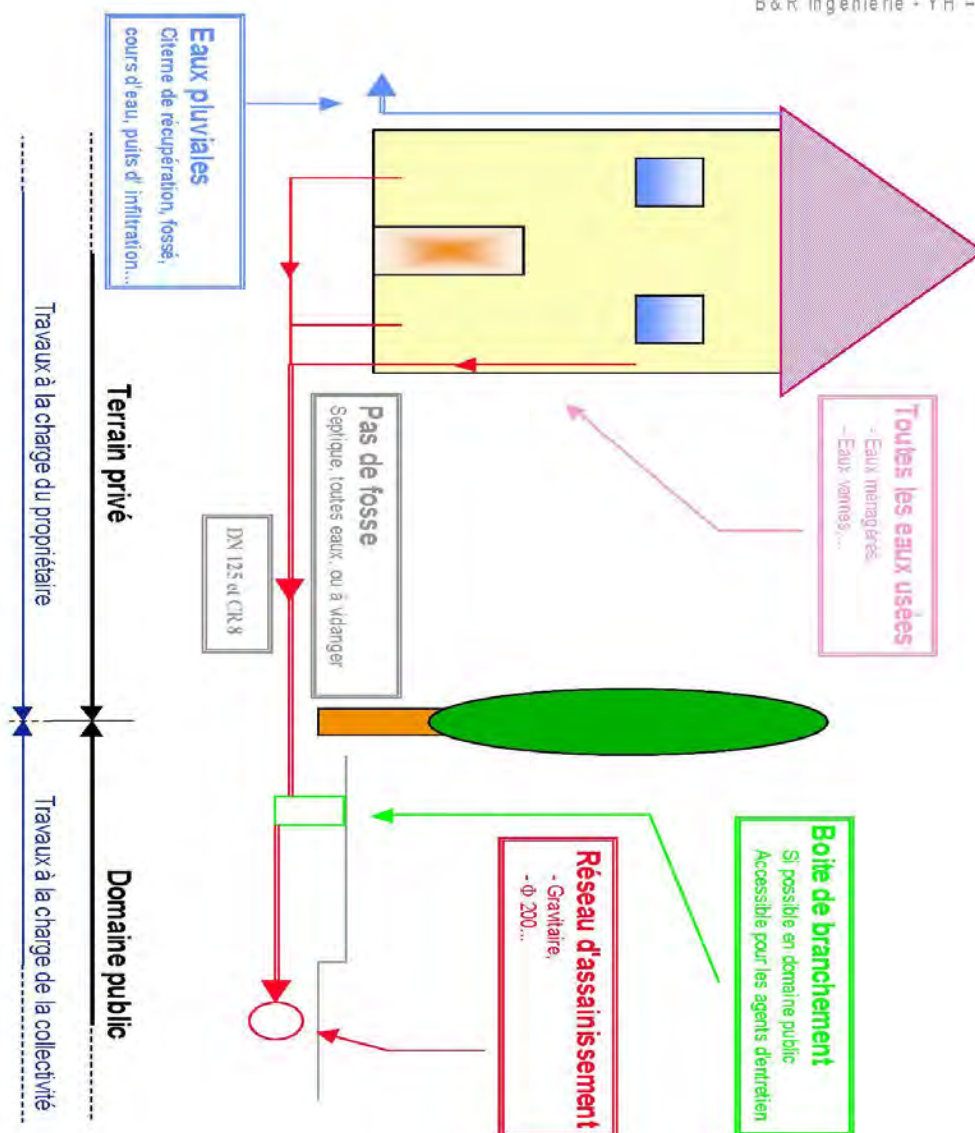 B&R Ingénierie - YH -
Toutes les eaux usées
- Eaux ménagères,
- Eaux vannes,...
Boite de branchement
Si possible en domaine public
Accessible pour les agents d'entretien
Réseau d'assainissement
- Gravitaire,
- Φ 200...
Pas de fosse
Septique, toutes eaux, ou à vidanger
DN 125 et CR 8
Eaux pluviales
Citerne de récupération, fossé,
cours d'eau, puits d' infiltration...
Terrain privé
Domaine public
Travaux à la charge du propriétaire
Travaux à la charge de la collectivité